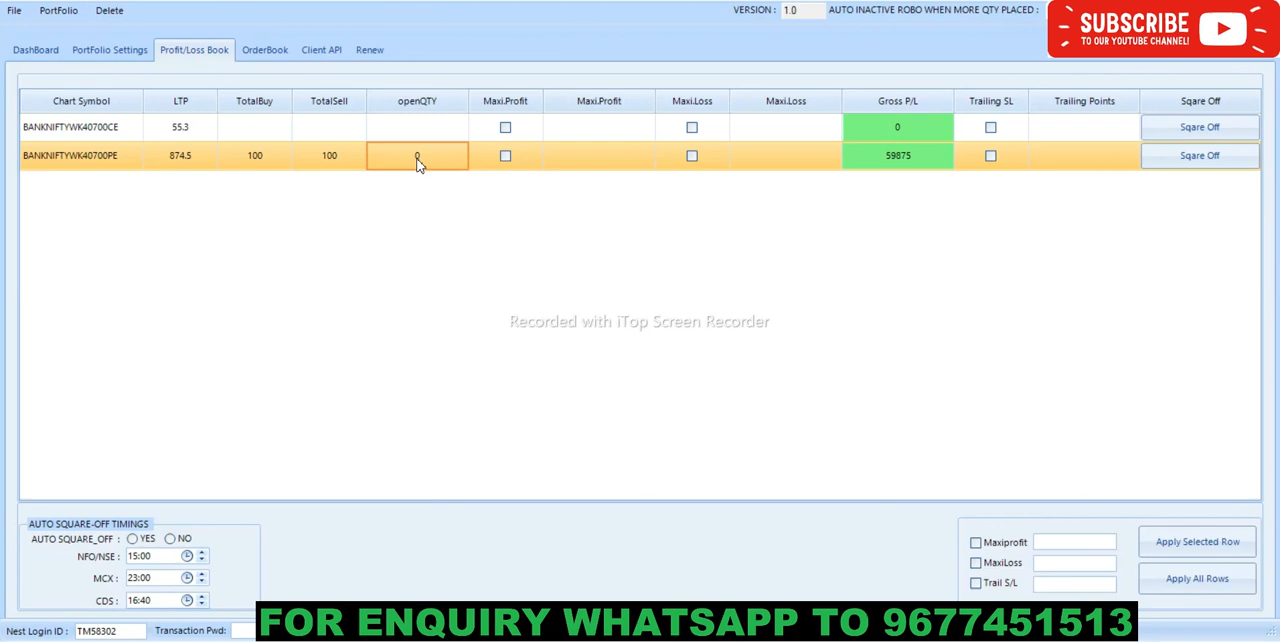 File PortFolio Delete VERSION : 1.0 AUTO INACTIVE ROBO WHEN MORE QTY PLACED :
SUBSCRIBE
TO OUR YOUTUBE CHANNEL!
DashBoard PortFolio Settings Profit/Loss Book OrderBook Client API Renew
Chart Symbol LTP TotalBuy TotalSell openQTY Maxi.Profit Maxi.Profit Maxi.Loss Maxi.Loss Gross P/L Trailing SL Trailing Points Sqare Off
BANKNIFTYWK40700CE 55.3 0 Sqare Off
BANKNIFTYWK40700PE 874.5 100 100 0 59875 Sqare Off
Recorded with iTop Screen Recorder
AUTO SQUARE-OFF TIMINGS
AUTO SQUARE_OFF : YES NO
NFO/NSE : 15:00
MCX : 23:00
CDS : 16:40
Maxiprofit
MaxiLoss
Trail S/L
Apply Selected Row
Apply All Rows
Nest Login ID : TM58302 Transaction Pwd:
FOR ENQUIRY WHATSAPP TO 9677451513